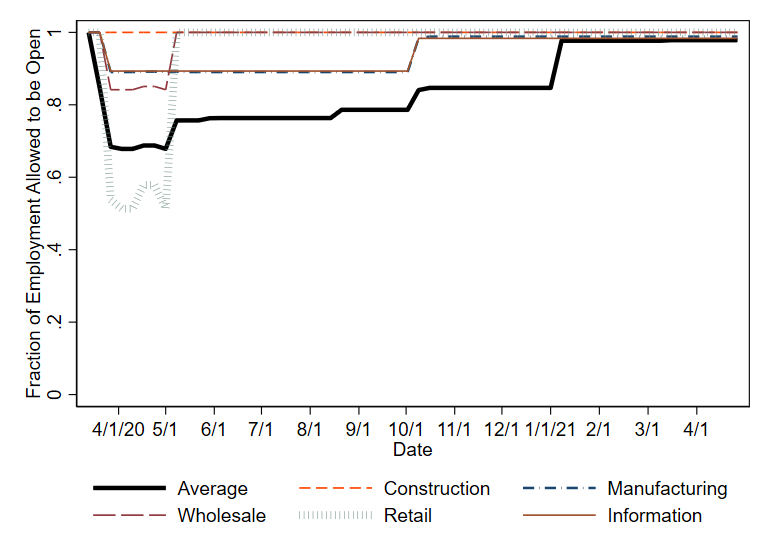 Fraction of Employment Allowed to be Open
1
.8
.6
.4
.2
0
4/1/20 5/1 6/1 7/1 8/1 9/1 10/1 11/1 12/1 1/1/21 2/1 3/1 4/1
Date
Average Construction Manufacturing
Wholesale Retail Information